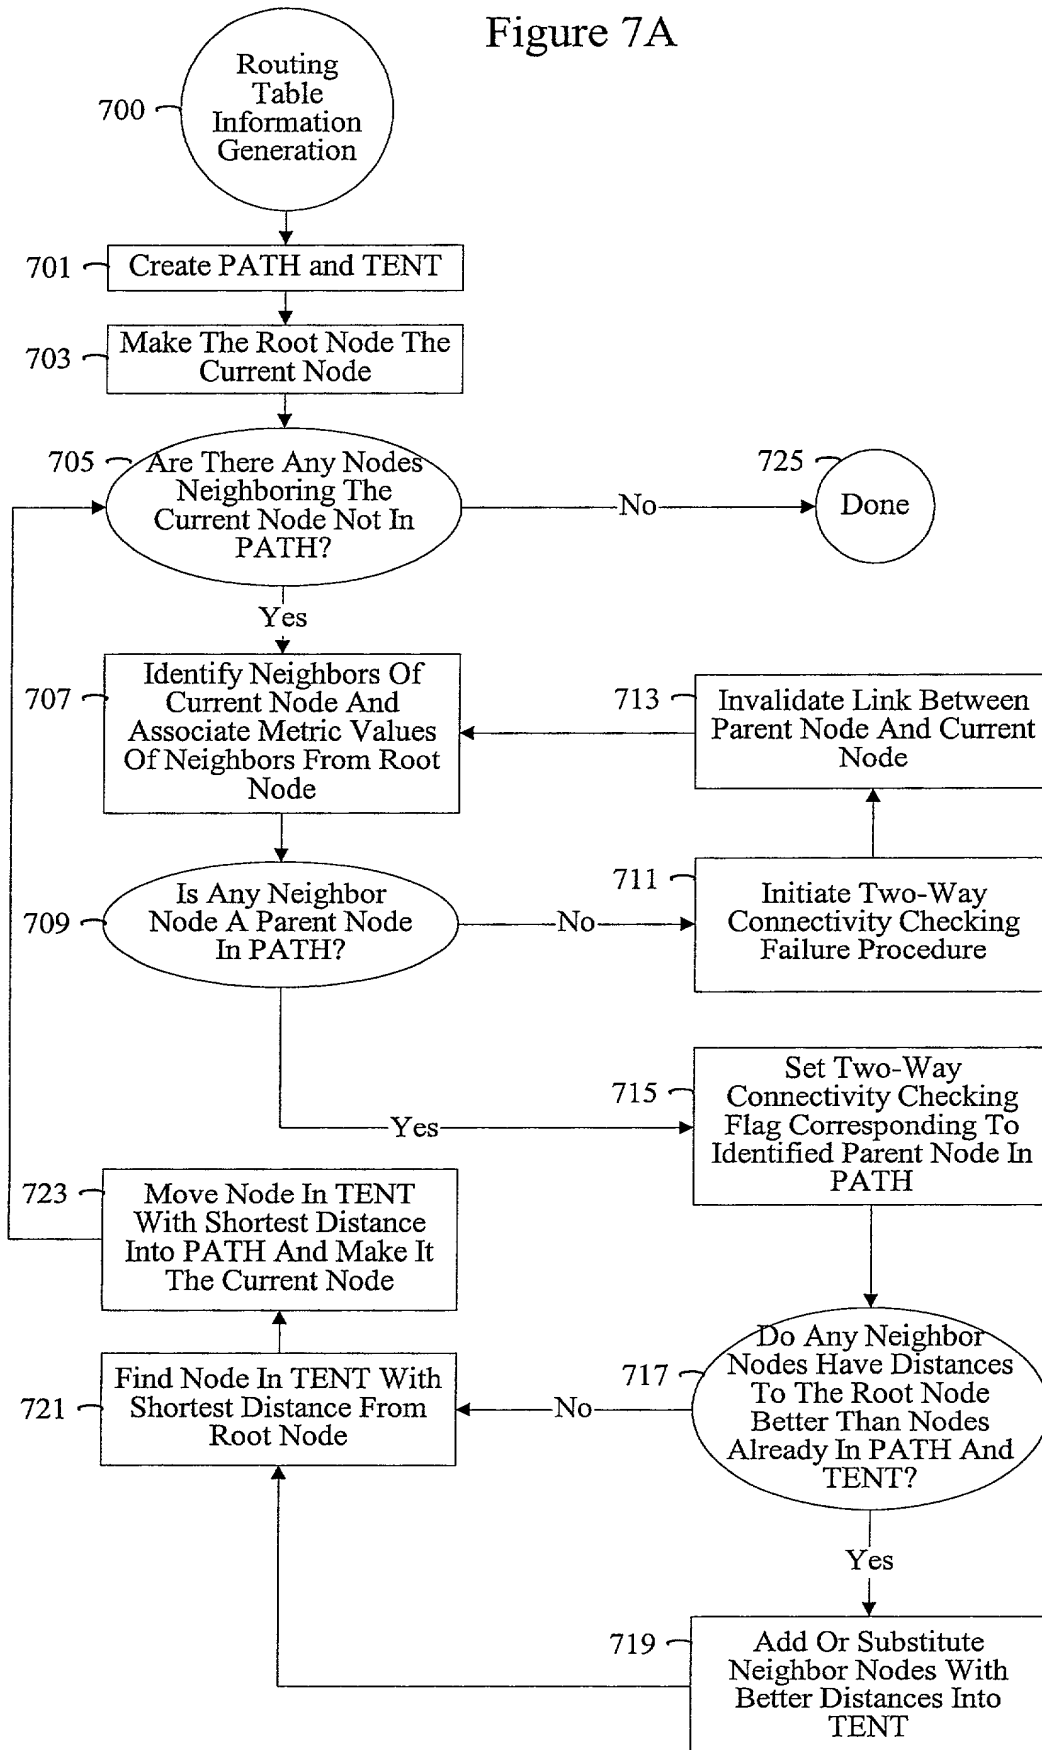 Figure 7A
700
Routing
Table
Information
Generation
701
Create PATH and TENT
703
Make The Root Node The
Current Node
705
Are There Any Nodes
Neighboring The
Current Node Not In
PATH?
No
725
Done
Yes
707
Identify Neighbors Of
Current Node And
Associate Metric Values
Of Neighbors From Root
Node
713
Invalidate Link Between
Parent Node And Current
Node
709
Is Any Neighbor
Node A Parent Node
In PATH?
No
711
Initiate Two-Way
Connectivity Checking
Failure Procedure
Yes
715
Set Two-Way
Connectivity Checking
Flag Corresponding To
Identified Parent Node In
PATH
723
Move Node In TENT
With Shortest Distance
Into PATH And Make It
The Current Node
717
Do Any Neighbor
Nodes Have Distances
To The Root Node
Better Than Nodes
Already In PATH And
TENT?
No
721
Find Node In TENT With
Shortest Distance From
Root Node
Yes
719
Add Or Substitute
Neighbor Nodes With
Better Distances Into
TENT